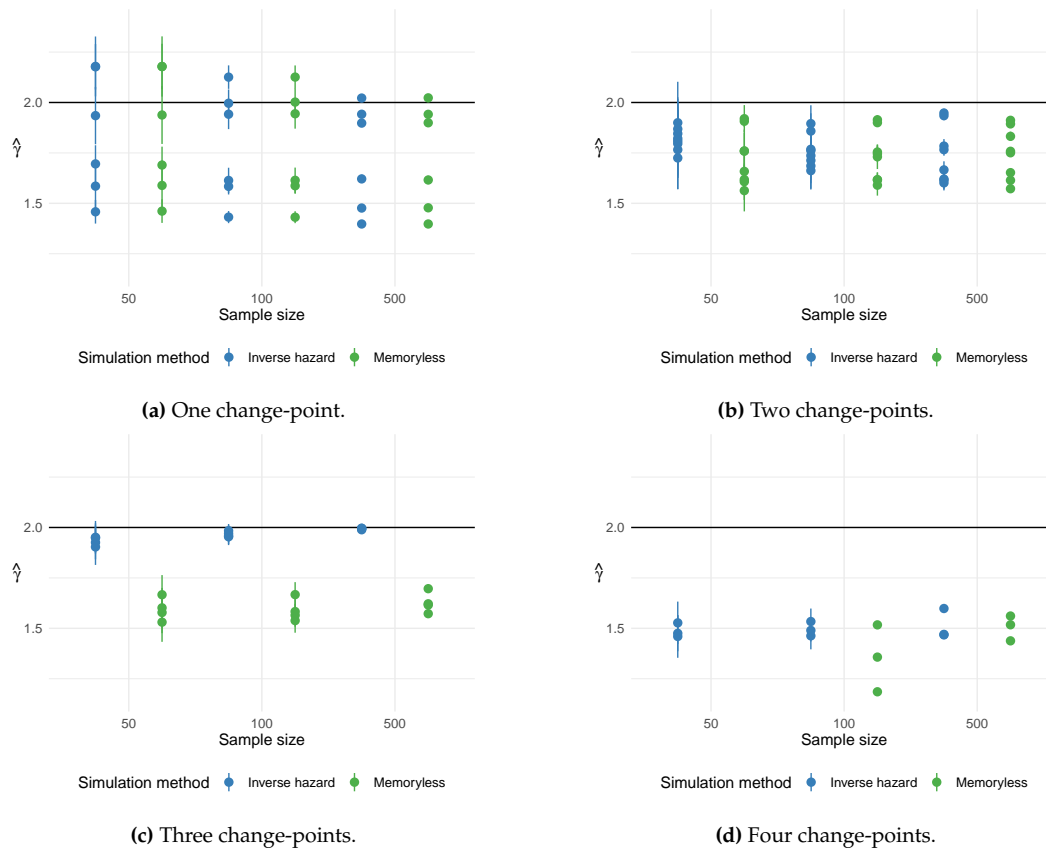 2.0
γ̂
1.5
50
100
500
Sample size
Simulation method Inverse hazard Memoryless
(a) One change-point.
2.0
γ̂
1.5
50
100
500
Sample size
Simulation method Inverse hazard Memoryless
(b) Two change-points.
2.0
γ̂
1.5
50
100
500
Sample size
Simulation method Inverse hazard Memoryless
(c) Three change-points.
2.0
γ̂
1.5
50
100
500
Sample size
Simulation method Inverse hazard Memoryless
(d) Four change-points.